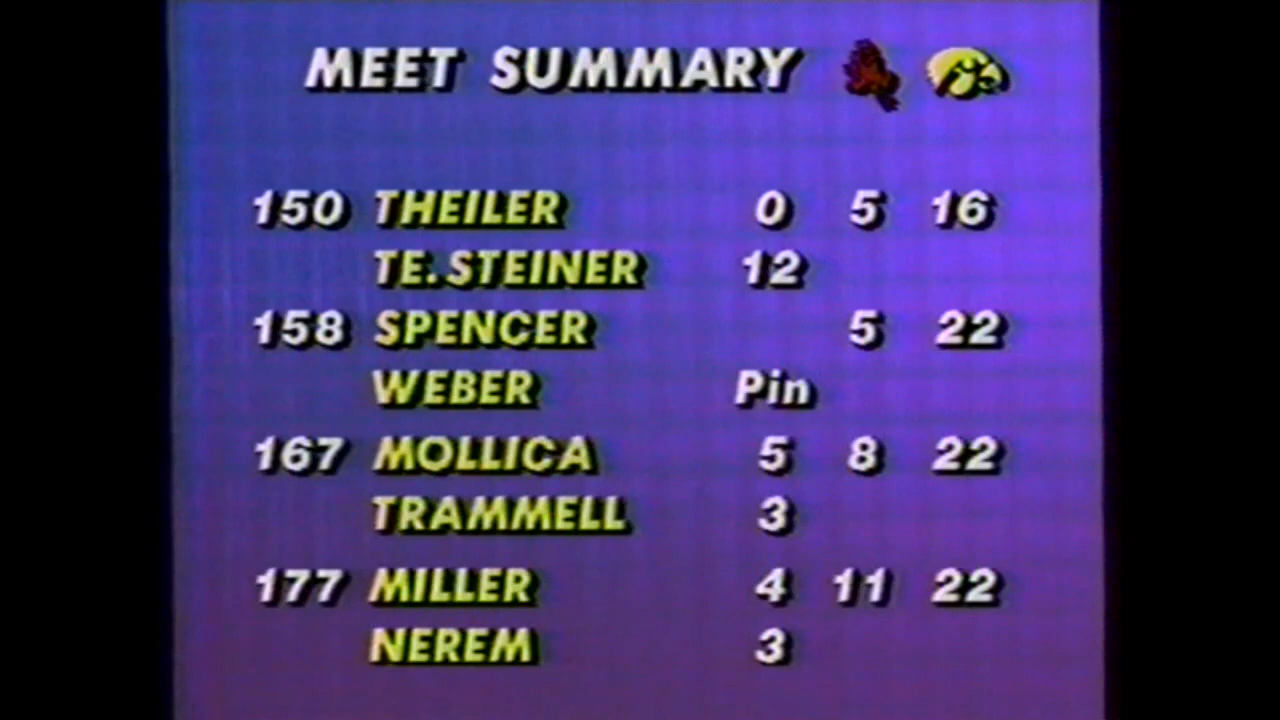 MEET SUMMARY
150 THEILER 0 5 16
TE. STEINER 12
158 SPENCER 5 22
WEBER Pin
167 MOLLICA 5 8 22
TRAMMELL 3
177 MILLER 4 11 22
NEREM 3